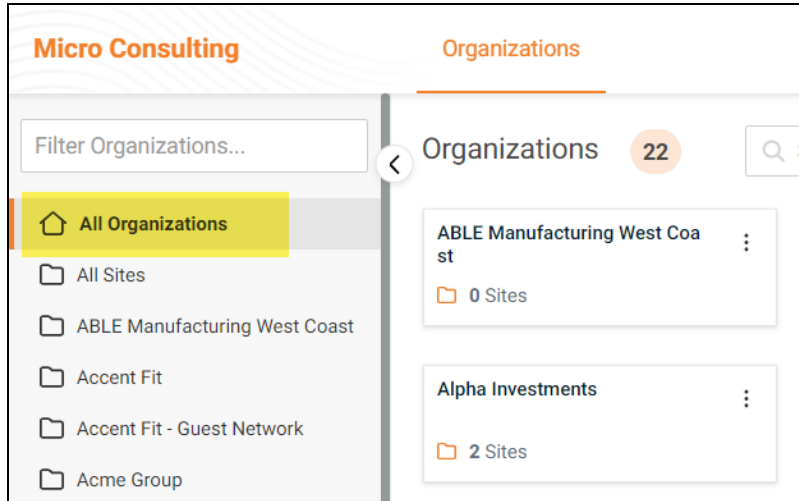 Micro Consulting
Organizations
Filter Organizations...
All Organizations
All Sites
ABLE Manufacturing West Coast
Accent Fit
Accent Fit - Guest Network
Acme Group
Organizations 22
ABLE Manufacturing West Coa
st
0 Sites
Alpha Investments
2 Sites